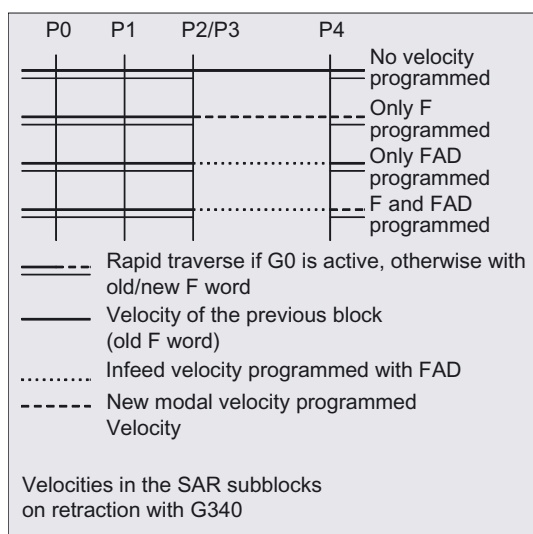 P0 P1 P2/P3 P4
No velocity
programmed
Only F
programmed
Only FAD
programmed
F and FAD
programmed
Rapid traverse if G0 is active, otherwise with
old/new F word
Velocity of the previous block
(old F word)
Infeed velocity programmed with FAD
New modal velocity programmed
Velocity
Velocities in the SAR subblocks
on retraction with G340